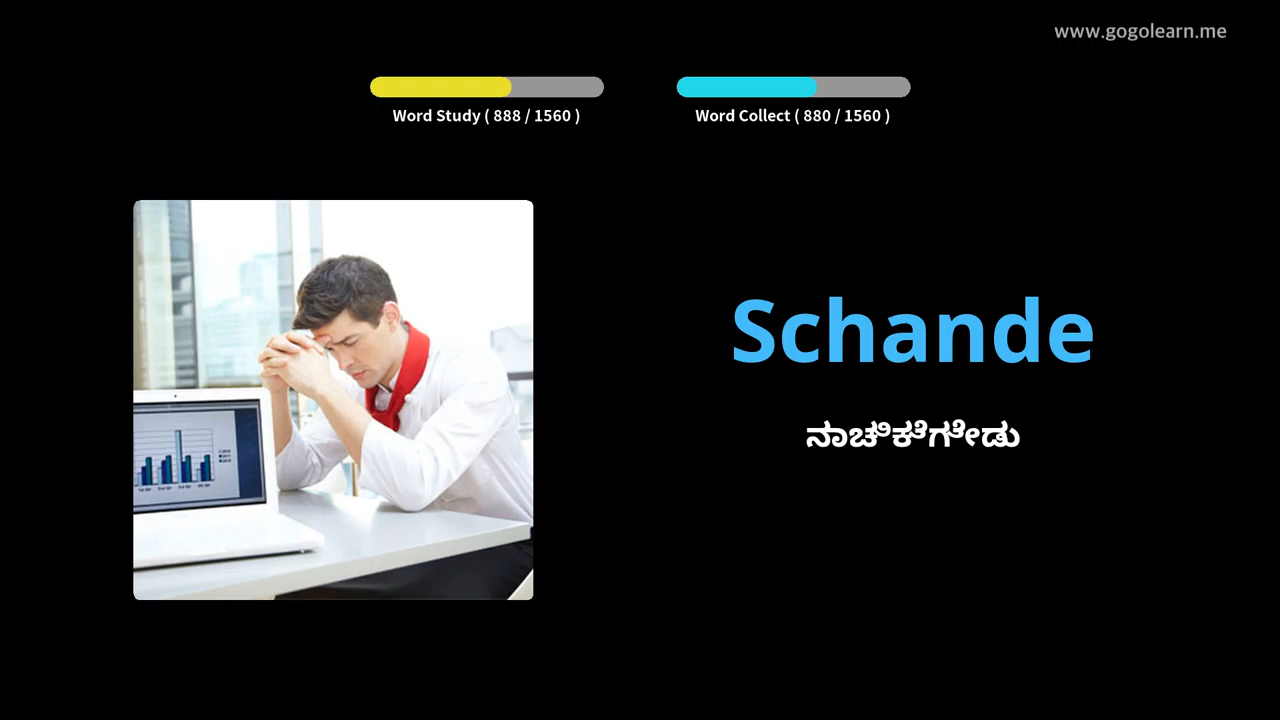 www.gogolearn.me
Word Study ( 888 / 1560 )
Word Collect ( 880 / 1560 )
Schande
ನಾಚಿಕೆಗೇಡು